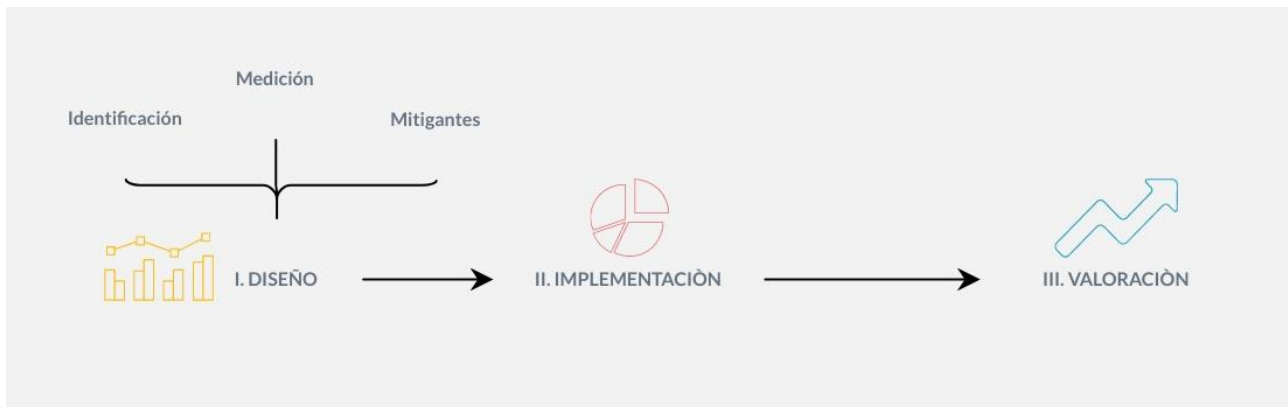 Medición
Identificación
Mitigantes
I. DISEÑO
II. IMPLEMENTACIÒN
III. VALORACIÒN